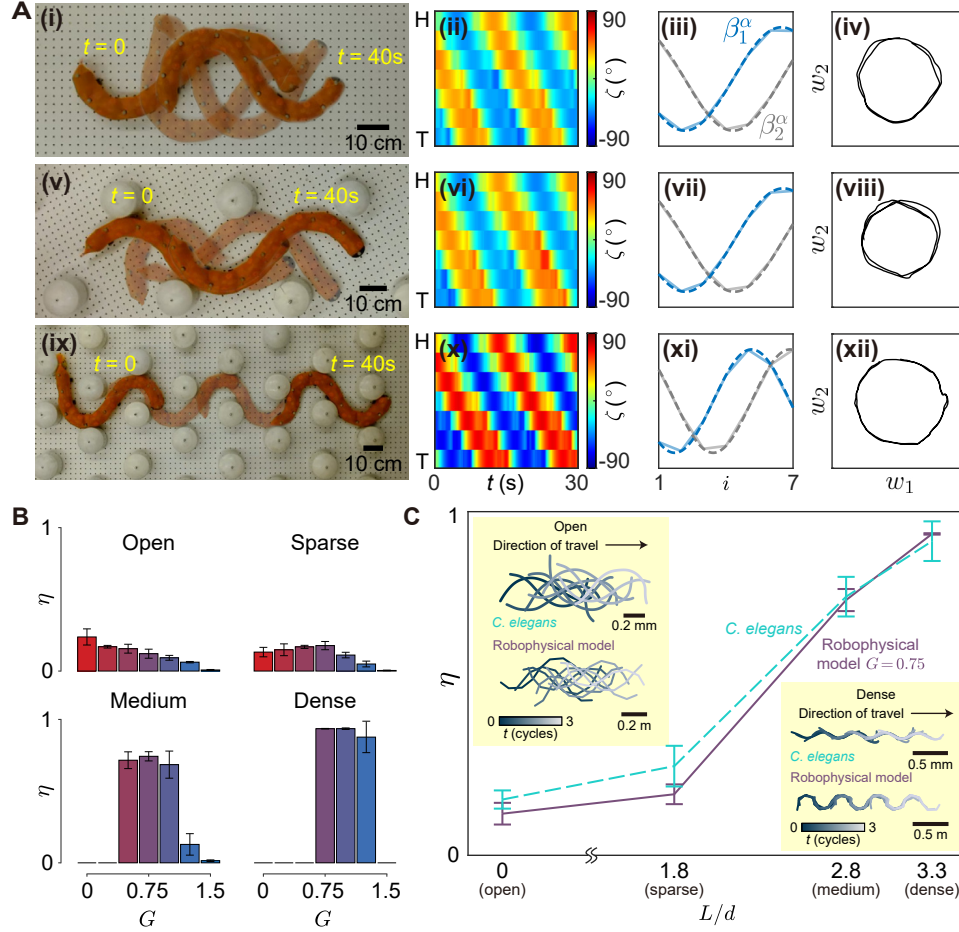 A
(i)
t = 0
t = 40s
10 cm
H
T
(ii)
90
ζ (°)
-90
(iii)
β₁ᵅ
β₂ᵅ
(iv)
w₂
(v)
t = 0
t = 40s
10 cm
H
T
(vi)
90
ζ (°)
-90
(vii)
(viii)
w₂
(ix)
t = 0
t = 40s
10 cm
H
T
(x)
90
ζ (°)
-90
0 t (s) 30
(xi)
1 i 7
(xii)
w₂
w₁
B
1
Open
Sparse
η
0
1
Medium
Dense
η
0
0 0.75 1.5
0 0.75 1.5
G
G
C
1
η
0
Open
Direction of travel
0.2 mm
C. elegans
Robophysical model
0 3
t (cycles)
0.2 m
C. elegans
Robophysical
model G = 0.75
Dense
Direction of travel
C. elegans
0.5 mm
Robophysical model
0 3
t (cycles)
0.5 m
0 1.8 2.8 3.3
(open) (sparse) (medium) (dense)
L/d